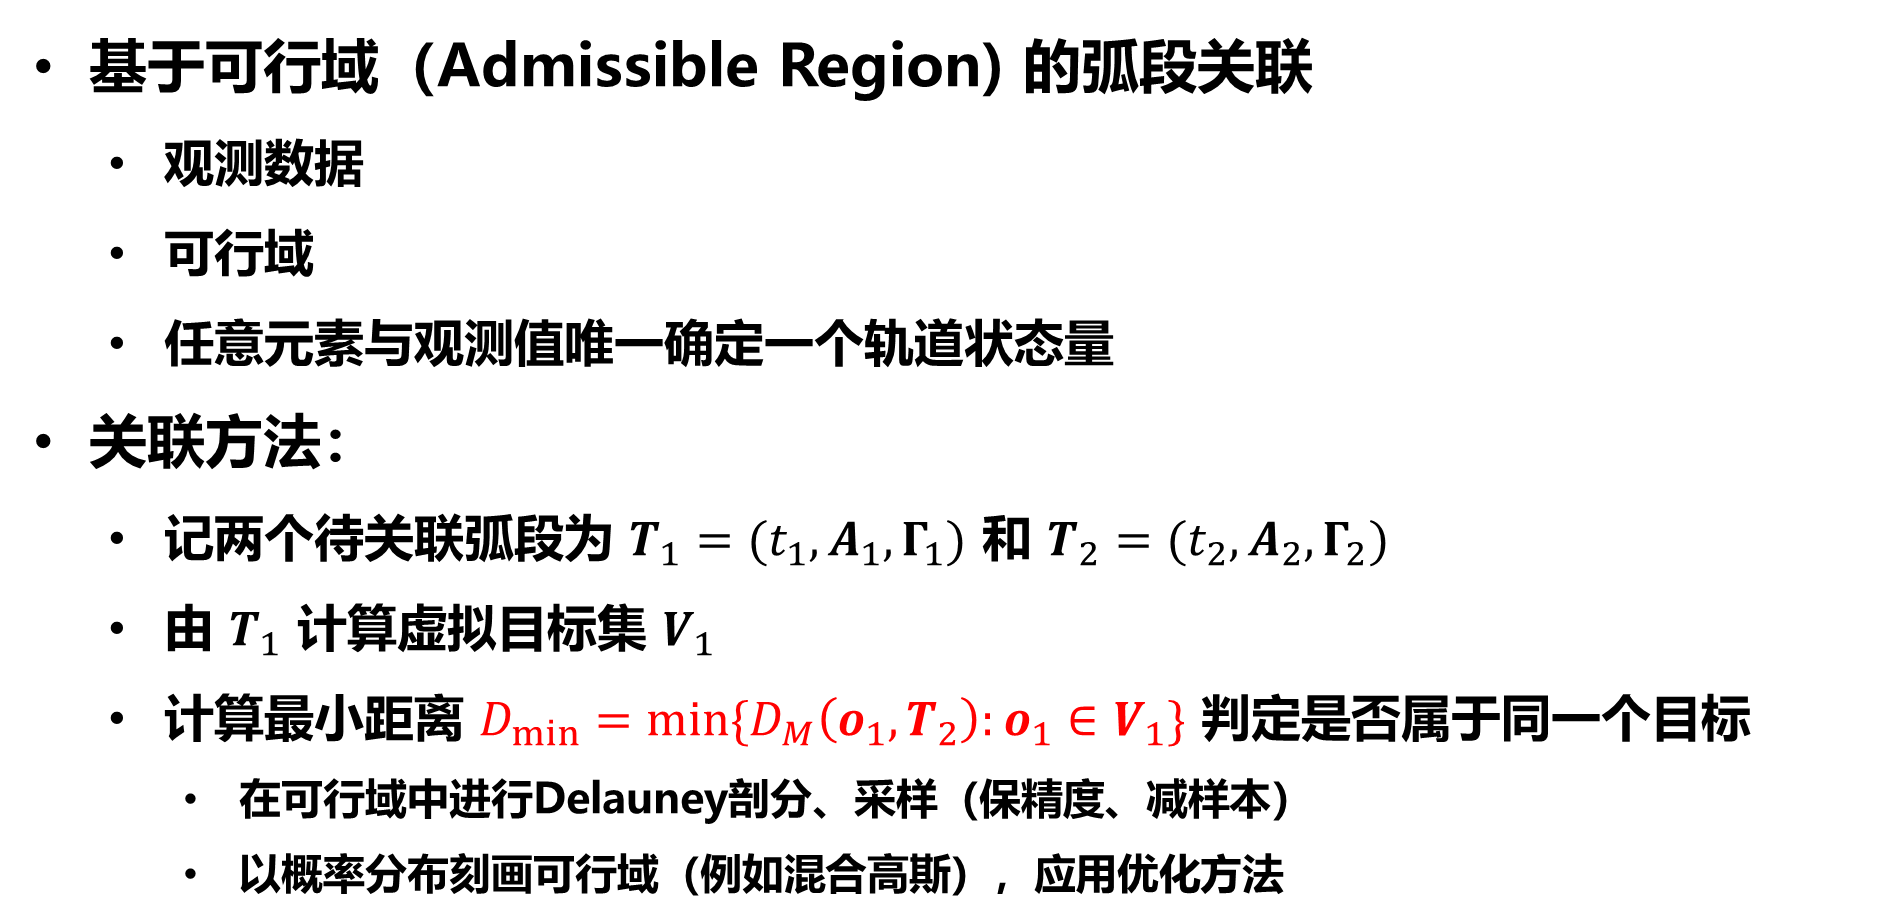 • 基于可行域（Admissible Region) 的弧段关联
• 观测数据
• 可行域
• 任意元素与观测值唯一确定一个轨道状态量
• 关联方法：
• 记两个待关联弧段为 T₁ = (t₁, A₁, Γ₁) 和 T₂ = (t₂, A₂, Γ₂)
• 由 T₁ 计算虚拟目标集 V₁
• 计算最小距离 D_min = min{D_M(o₁, T₂): o₁ ∈ V₁} 判定是否属于同一个目标
• 在可行域中进行Delauney剖分、采样（保精度、减样本）
• 以概率分布刻画可行域（例如混合高斯），应用优化方法